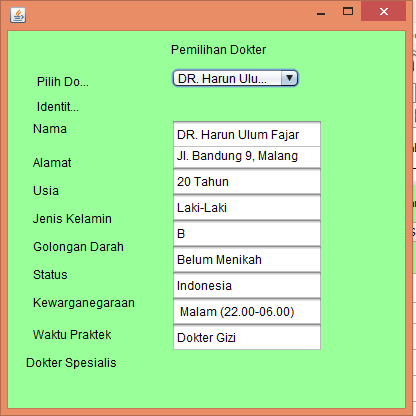 Pemilihan Dokter
Pilih Do... DR. Harun Ulu...
Identit...
Nama DR. Harun Ulum Fajar
Alamat Jl. Bandung 9, Malang
Usia 20 Tahun
Jenis Kelamin Laki-Laki
Golongan Darah B
Status Belum Menikah
Kewarganegaraan Indonesia
Waktu Praktek Malam (22.00-06.00)
Dokter Spesialis Dokter Gizi